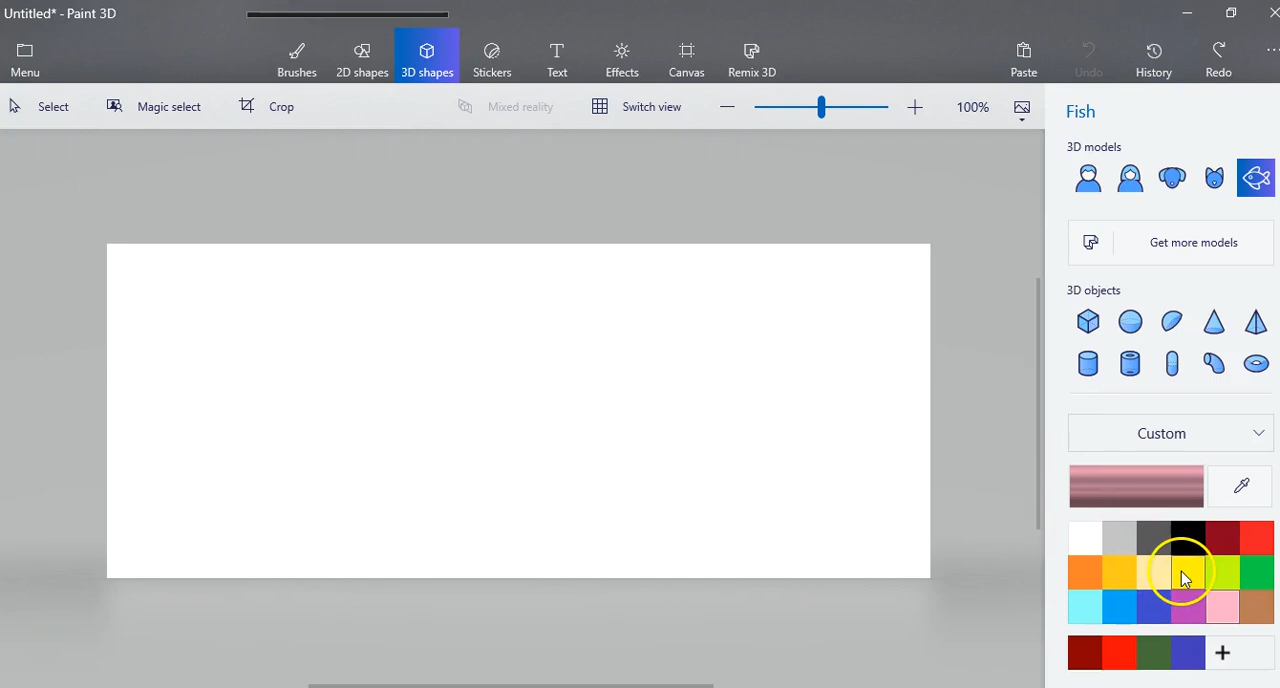 Untitled* - Paint 3D
Menu
Brushes
2D shapes
3D shapes
Stickers
Text
Effects
Canvas
Remix 3D
Paste
Undo
History
Redo
Select
Magic select
Crop
Mixed reality
Switch view
100%
Fish
3D models
Get more models
3D objects
Custom